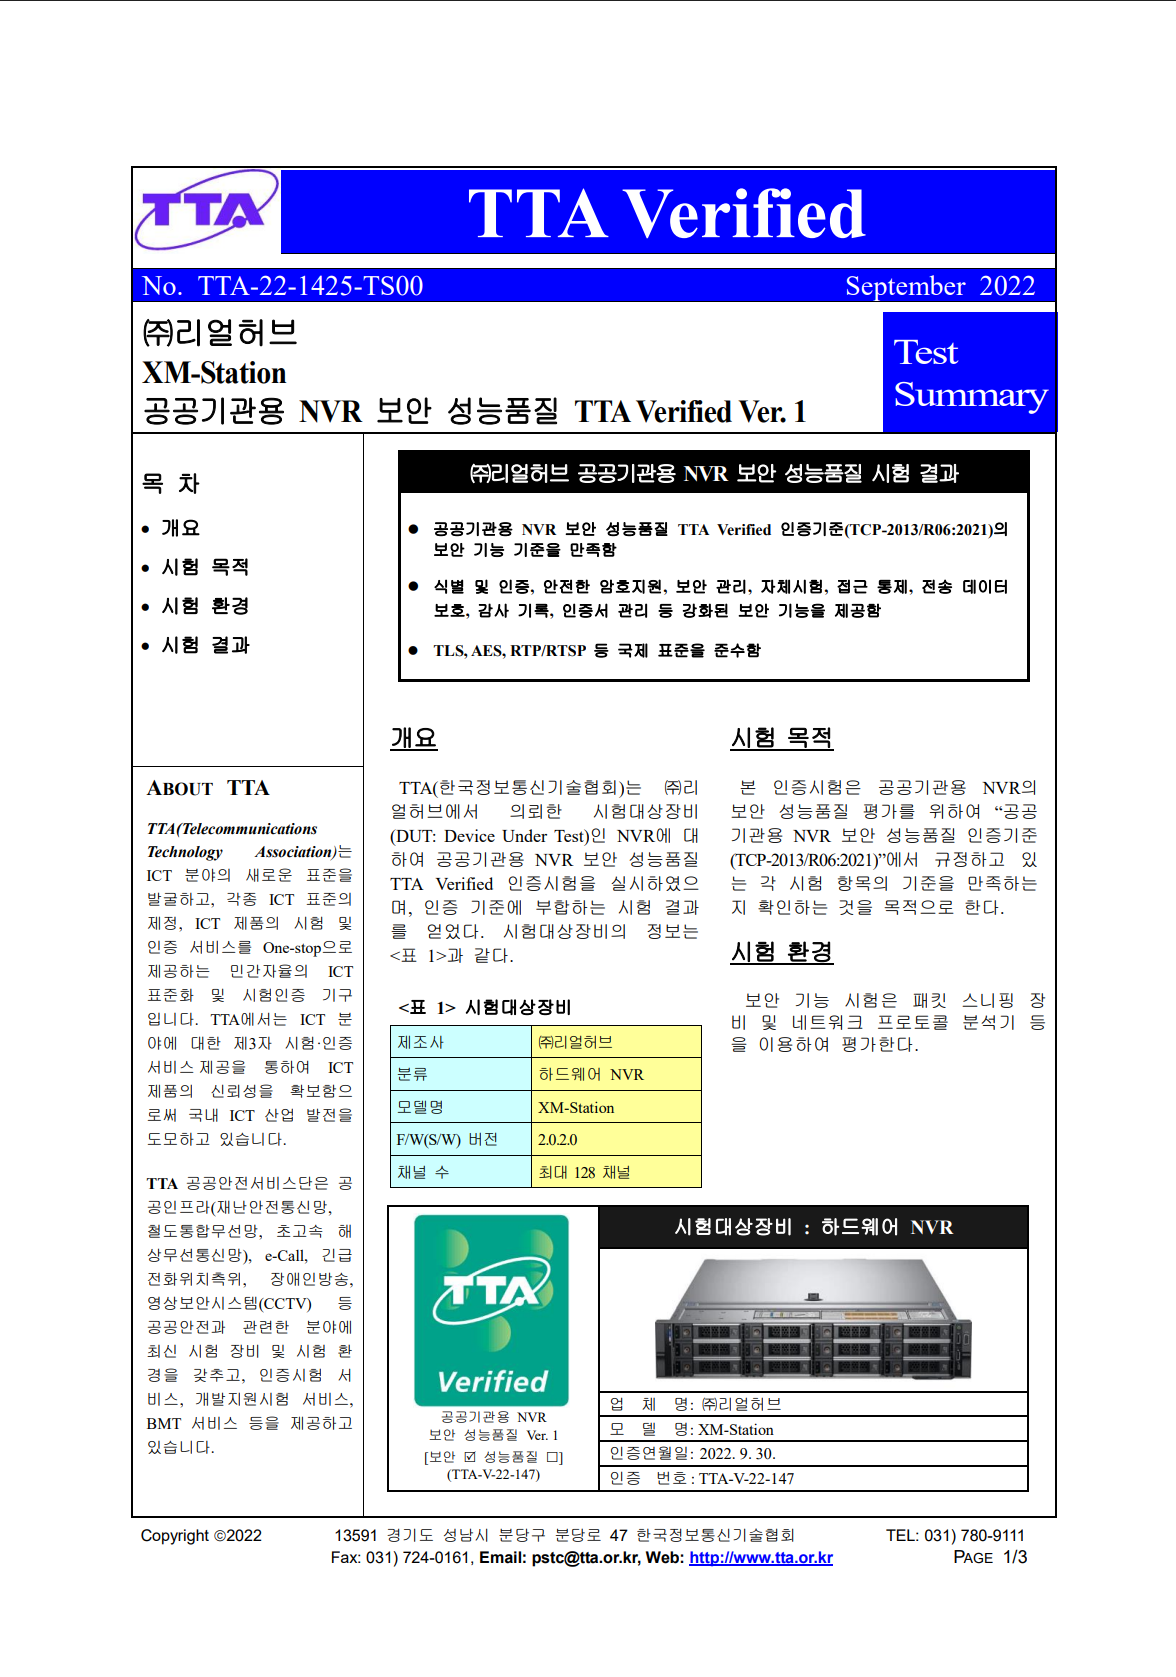 TTA
TTA Verified
No. TTA-22-1425-TS00
September 2022
㈜리얼허브
XM-Station
공공기관용 NVR 보안 성능품질 TTA Verified Ver. 1
Test
Summary
목 차
• 개요
• 시험 목적
• 시험 환경
• 시험 결과
㈜리얼허브 공공기관용 NVR 보안 성능품질 시험 결과
● 공공기관용 NVR 보안 성능품질 TTA Verified 인증기준(TCP-2013/R06:2021)의
보안 기능 기준을 만족함
● 식별 및 인증, 안전한 암호지원, 보안 관리, 자체시험, 접근 통제, 전송 데이터
보호, 감사 기록, 인증서 관리 등 강화된 보안 기능을 제공함
● TLS, AES, RTP/RTSP 등 국제 표준을 준수함
ABOUT TTA
TTA(Telecommunications
Technology Association)는
ICT 분야의 새로운 표준을
발굴하고, 각종 ICT 표준의
제정, ICT 제품의 시험 및
인증 서비스를 One-stop으로
제공하는 민간자율의 ICT
표준화 및 시험인증 기구
입니다. TTA에서는 ICT 분
야에 대한 제3자 시험·인증
서비스 제공을 통하여 ICT
제품의 신뢰성을 확보함으
로써 국내 ICT 산업 발전을
도모하고 있습니다.
TTA 공공안전서비스단은 공
공인프라(재난안전통신망,
철도통합무선망, 초고속 해
상무선통신망), e-Call, 긴급
전화위치측위, 장애인방송,
영상보안시스템(CCTV) 등
공공안전과 관련한 분야에
최신 시험 장비 및 시험 환
경을 갖추고, 인증시험 서
비스, 개발지원시험 서비스,
BMT 서비스 등을 제공하고
있습니다.
개요
TTA(한국정보통신기술협회)는 ㈜리
얼허브에서 의뢰한 시험대상장비
(DUT: Device Under Test)인 NVR에 대
하여 공공기관용 NVR 보안 성능품질
TTA Verified 인증시험을 실시하였으
며, 인증 기준에 부합하는 시험 결과
를 얻었다. 시험대상장비의 정보는
<표 1>과 같다.
<표 1> 시험대상장비
제조사 ㈜리얼허브
분류 하드웨어 NVR
모델명 XM-Station
F/W(S/W) 버전 2.0.2.0
채널 수 최대 128 채널
시험 목적
본 인증시험은 공공기관용 NVR의
보안 성능품질 평가를 위하여 “공공
기관용 NVR 보안 성능품질 인증기준
(TCP-2013/R06:2021)”에서 규정하고 있
는 각 시험 항목의 기준을 만족하는
지 확인하는 것을 목적으로 한다.
시험 환경
보안 기능 시험은 패킷 스니핑 장
비 및 네트워크 프로토콜 분석기 등
을 이용하여 평가한다.
TTA
Verified
공공기관용 NVR
보안 성능품질 Ver. 1
[보안 ☑ 성능품질 ☐]
(TTA-V-22-147)
시험대상장비 : 하드웨어 NVR
업 체 명: ㈜리얼허브
모 델 명: XM-Station
인증연월일: 2022. 9. 30.
인증 번호 : TTA-V-22-147
Copyright ©2022
13591 경기도 성남시 분당구 분당로 47 한국정보통신기술협회
TEL: 031) 780-9111
Fax: 031) 724-0161, Email: pstc@tta.or.kr, Web: http://www.tta.or.kr
PAGE 1/3